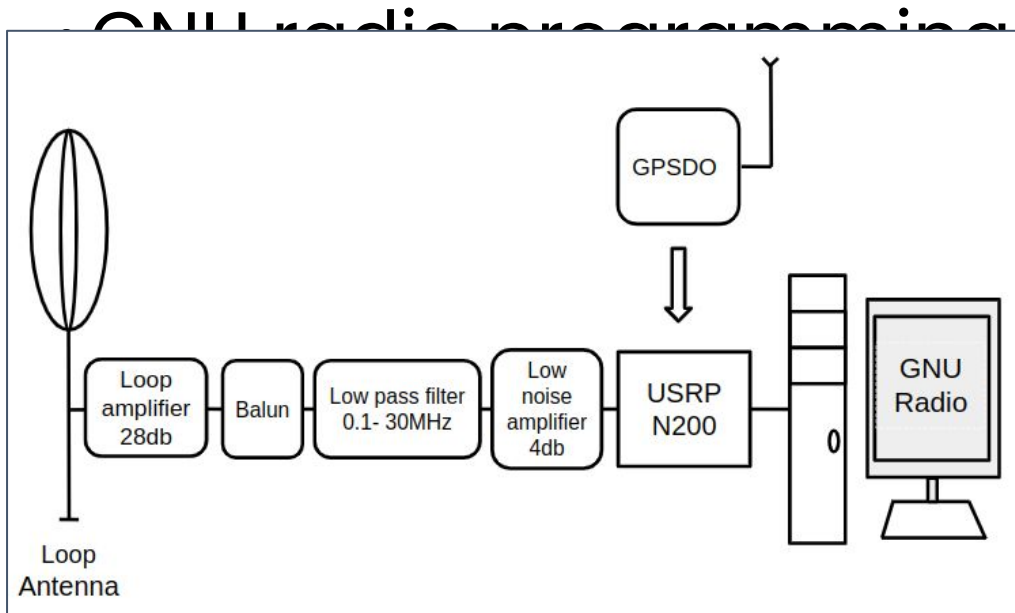 • GNU radio programming
GPSDO
Loop
amplifier
28db
Balun
Low pass filter
0.1- 30MHz
Low
noise
amplifier
4db
USRP
N200
GNU
Radio
Loop
Antenna